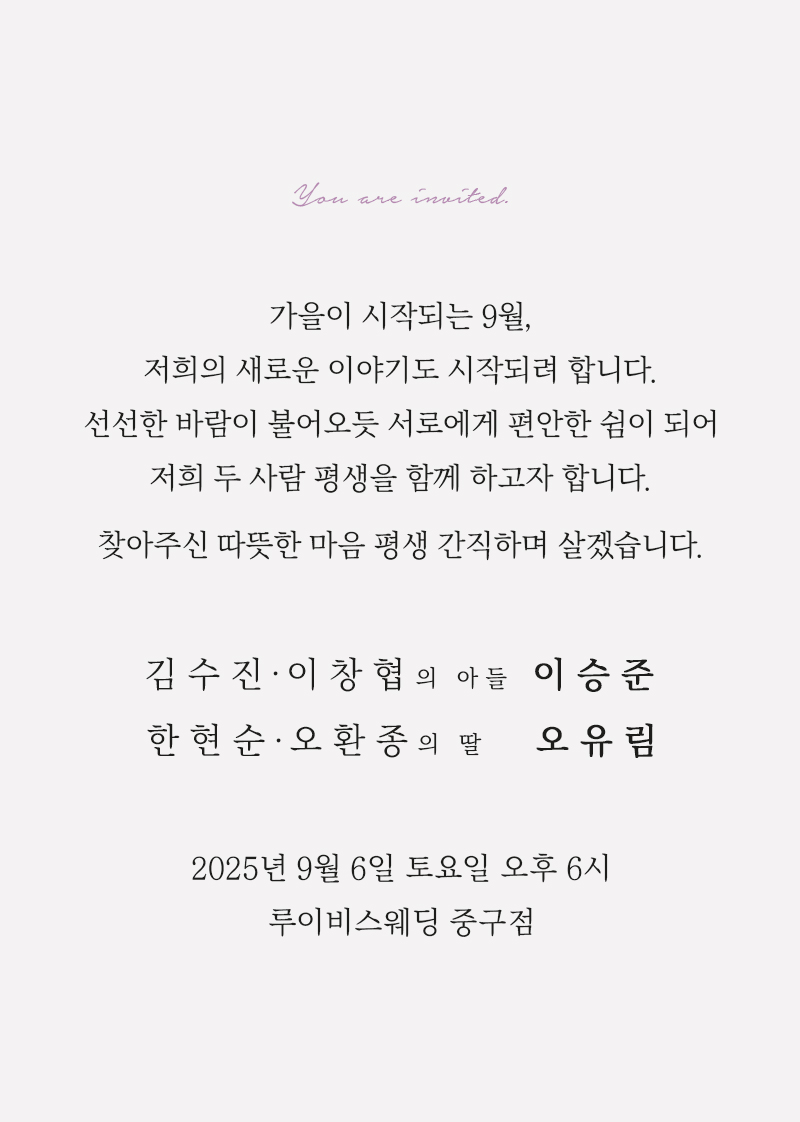 You are invited.
가을이 시작되는 9월,
저희의 새로운 이야기도 시작되려 합니다.
선선한 바람이 불어오듯 서로에게 편안한 쉼이 되어
저희 두 사람 평생을 함께 하고자 합니다.
찾아주신 따뜻한 마음 평생 간직하며 살겠습니다.
김수진·이창협의 아들 이승준
한현순·오환종의 딸 오유림
2025년 9월 6일 토요일 오후 6시
루이비스웨딩 중구점